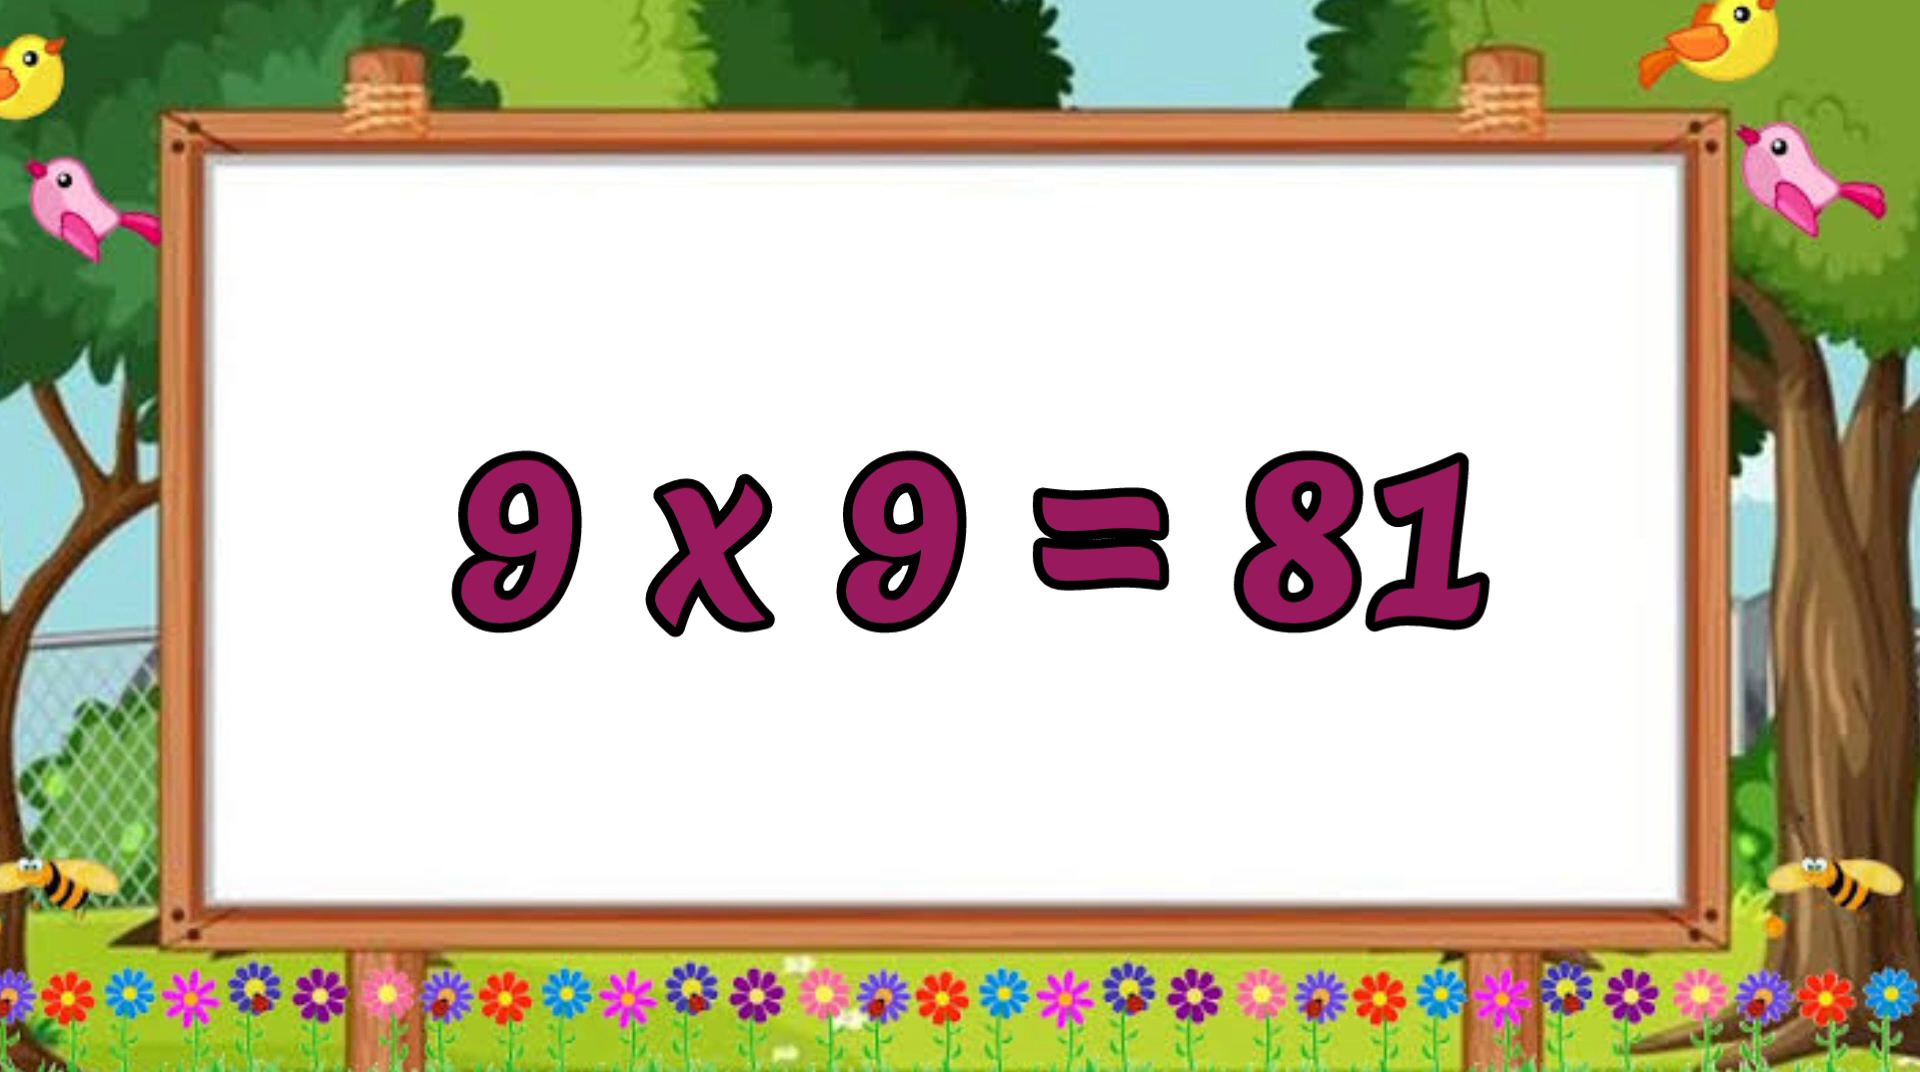 9 x 9 = 81